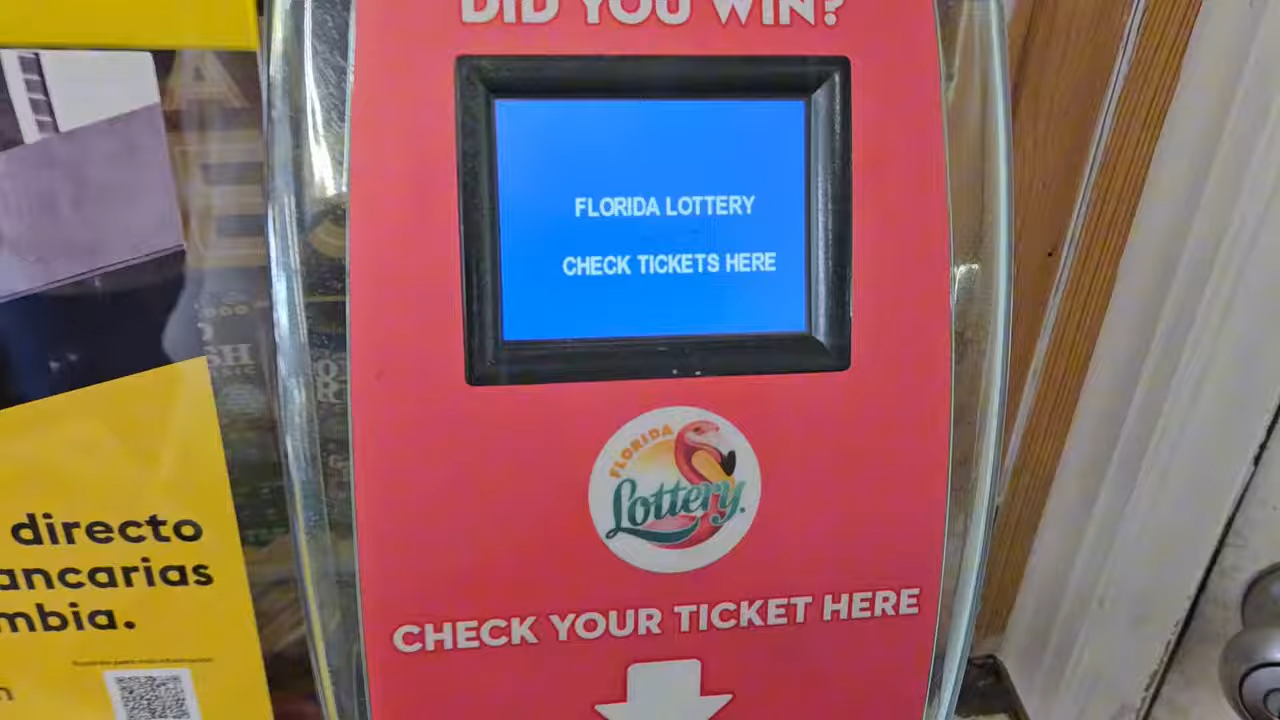 DID YOU WIN?
FLORIDA LOTTERY
CHECK TICKETS HERE
FLORIDA
Lottery.
CHECK YOUR TICKET HERE
directo
ancarias
mbia.